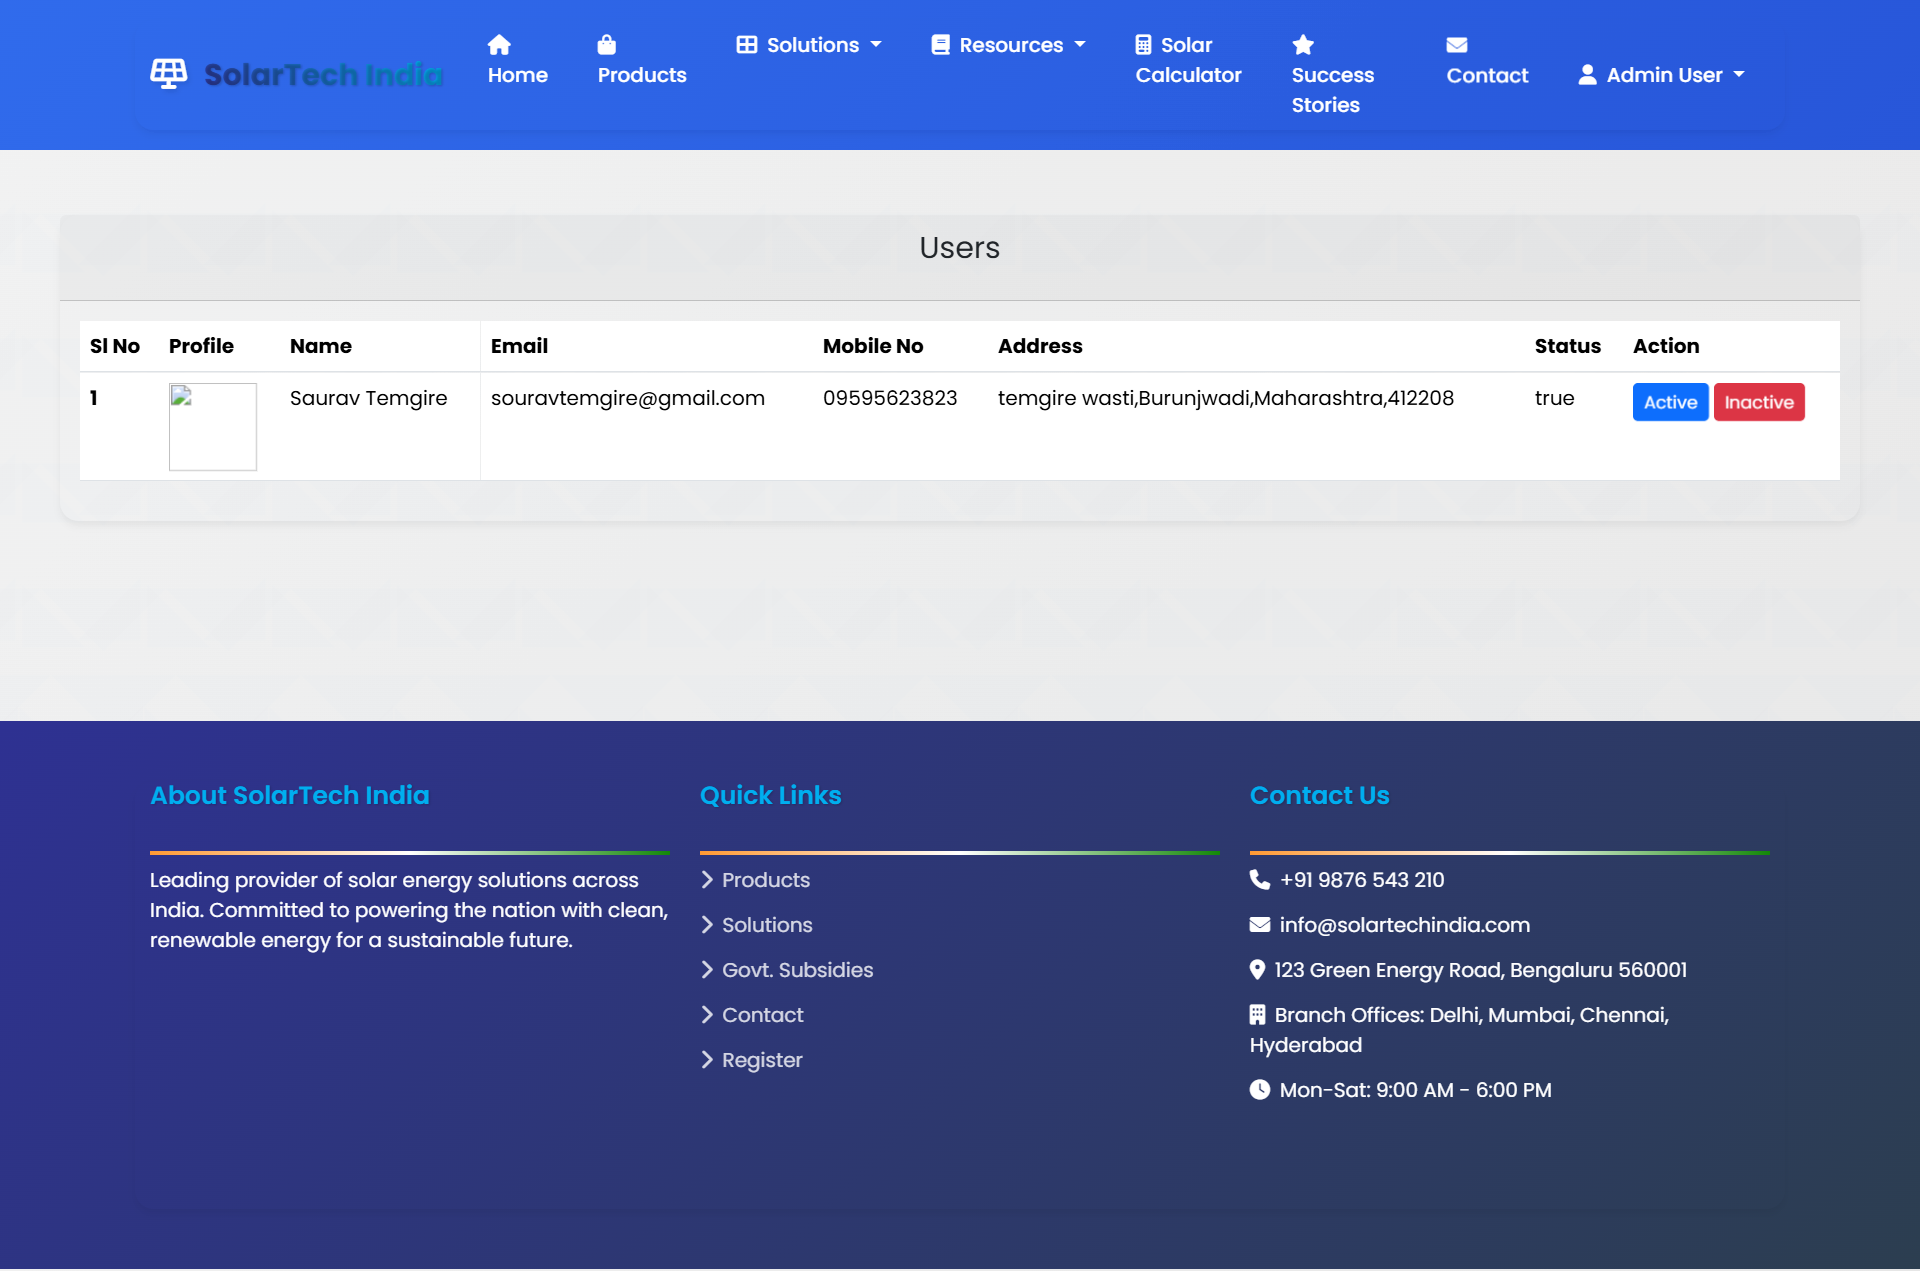 SolarTech India
Home
Products
Solutions
Resources
Solar
Calculator
Success
Stories
Contact
Admin User
Users
Sl No Profile Name Email Mobile No Address Status Action
1 Saurav Temgire souravtemgire@gmail.com 09595623823 temgire wasti,Burunjwadi,Maharashtra,412208 true Active Inactive
About SolarTech India
Leading provider of solar energy solutions across
India. Committed to powering the nation with clean,
renewable energy for a sustainable future.
Quick Links
Products
Solutions
Govt. Subsidies
Contact
Register
Contact Us
+91 9876 543 210
info@solartechindia.com
123 Green Energy Road, Bengaluru 560001
Branch Offices: Delhi, Mumbai, Chennai,
Hyderabad
Mon-Sat: 9:00 AM - 6:00 PM